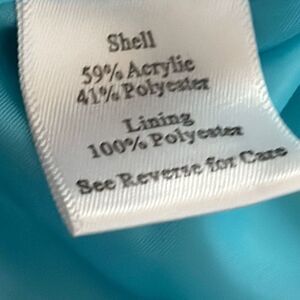 Shell
59% Acrylic
41% Polyester
Lining
100% Polyester
See Reverse for Care